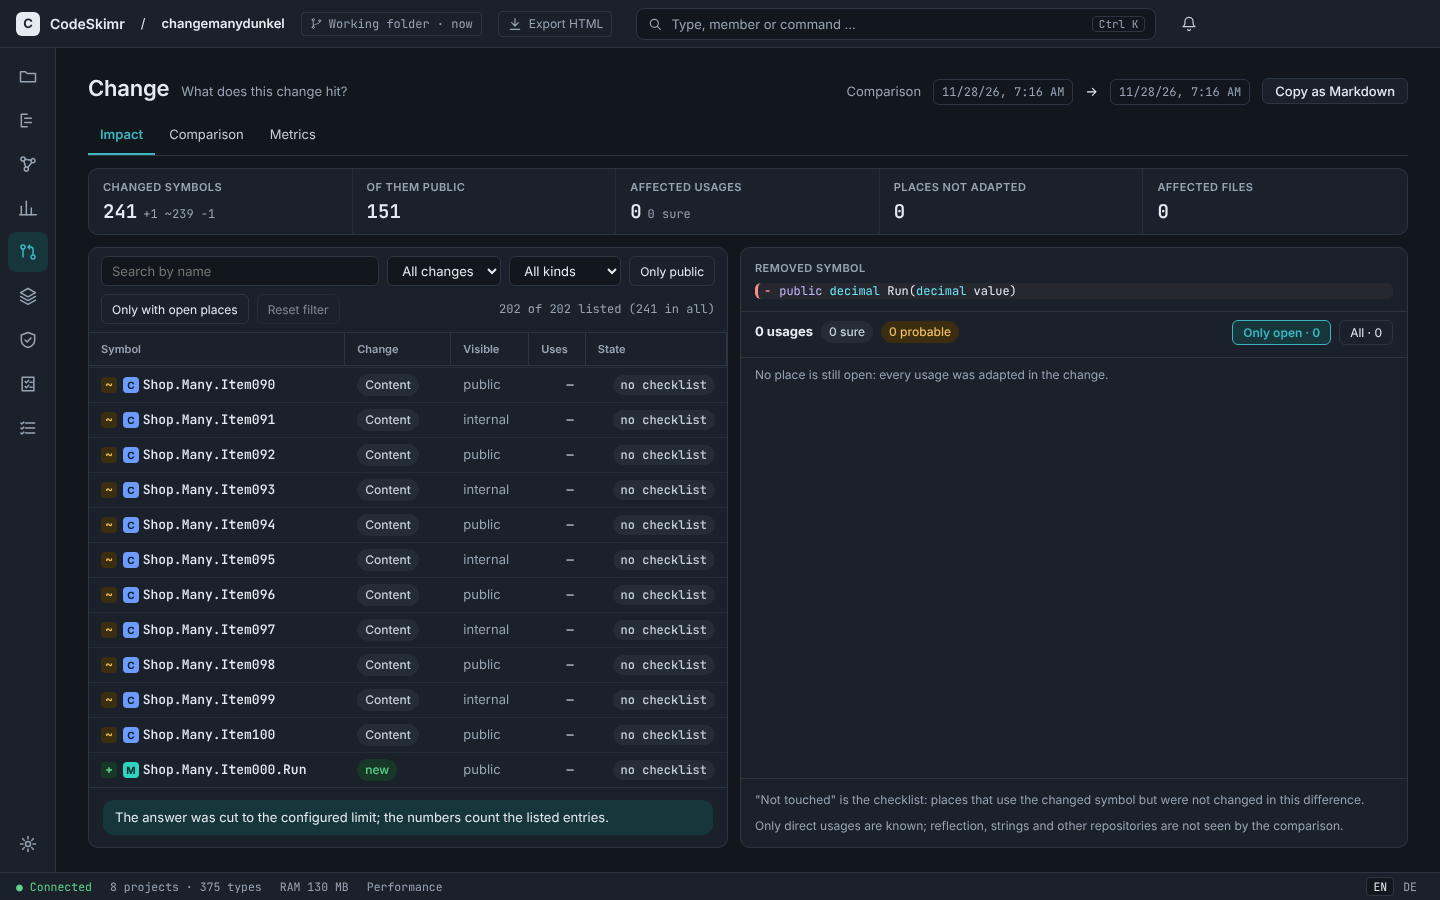 C CodeSkimr / changemanydunkel Working folder · now Export HTML Type, member or command ... Ctrl K
Change What does this change hit? Comparison 11/28/26, 7:16 AM → 11/28/26, 7:16 AM Copy as Markdown
Impact Comparison Metrics
CHANGED SYMBOLS OF THEM PUBLIC AFFECTED USAGES PLACES NOT ADAPTED AFFECTED FILES
241 +1 ~239 -1 151 0 0 sure 0 0
Search by name All changes All kinds Only public
Only with open places Reset filter 202 of 202 listed (241 in all)
Symbol Change Visible Uses State
~ C Shop.Many.Item090 Content public – no checklist
~ C Shop.Many.Item091 Content internal – no checklist
~ C Shop.Many.Item092 Content public – no checklist
~ C Shop.Many.Item093 Content internal – no checklist
~ C Shop.Many.Item094 Content public – no checklist
~ C Shop.Many.Item095 Content internal – no checklist
~ C Shop.Many.Item096 Content public – no checklist
~ C Shop.Many.Item097 Content internal – no checklist
~ C Shop.Many.Item098 Content public – no checklist
~ C Shop.Many.Item099 Content internal – no checklist
~ C Shop.Many.Item100 Content public – no checklist
+ M Shop.Many.Item000.Run new public – no checklist
The answer was cut to the configured limit; the numbers count the listed entries.
REMOVED SYMBOL
- public decimal Run(decimal value)
0 usages 0 sure 0 probable Only open · 0 All · 0
No place is still open: every usage was adapted in the change.
"Not touched" is the checklist: places that use the changed symbol but were not changed in this difference.
Only direct usages are known; reflection, strings and other repositories are not seen by the comparison.
● Connected 8 projects · 375 types RAM 130 MB Performance EN DE